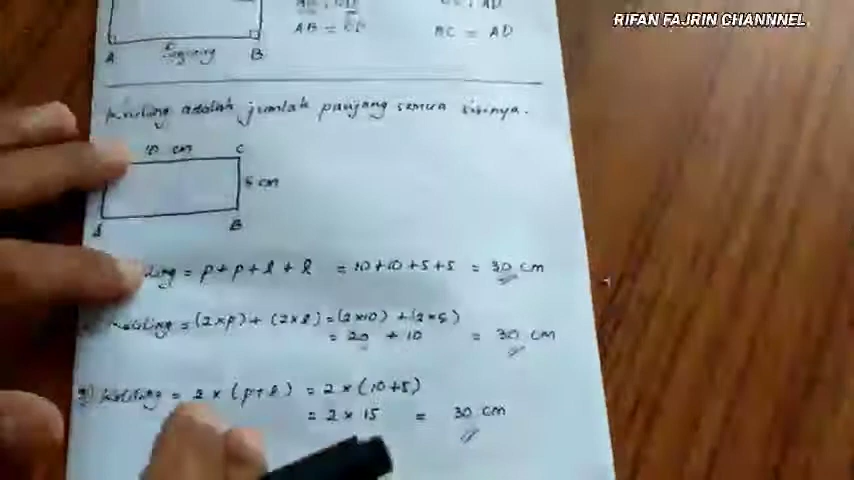 RIFAN FAJRIN CHANNNEL
AB = CD
BC = AD
A
B
Keliling adalah jumlah panjang semua sisinya.
10 cm
C
5 cm
A
B
= p + p + l + l = 10 + 10 + 5 + 5 = 30 cm
Keliling = (2 x p) + (2 x l) = (2 x 10) + (2 x 5)
= 20 + 10 = 30 cm
3) Keliling = 2 x (p + l) = 2 x (10 + 5)
= 2 x 15 = 30 cm